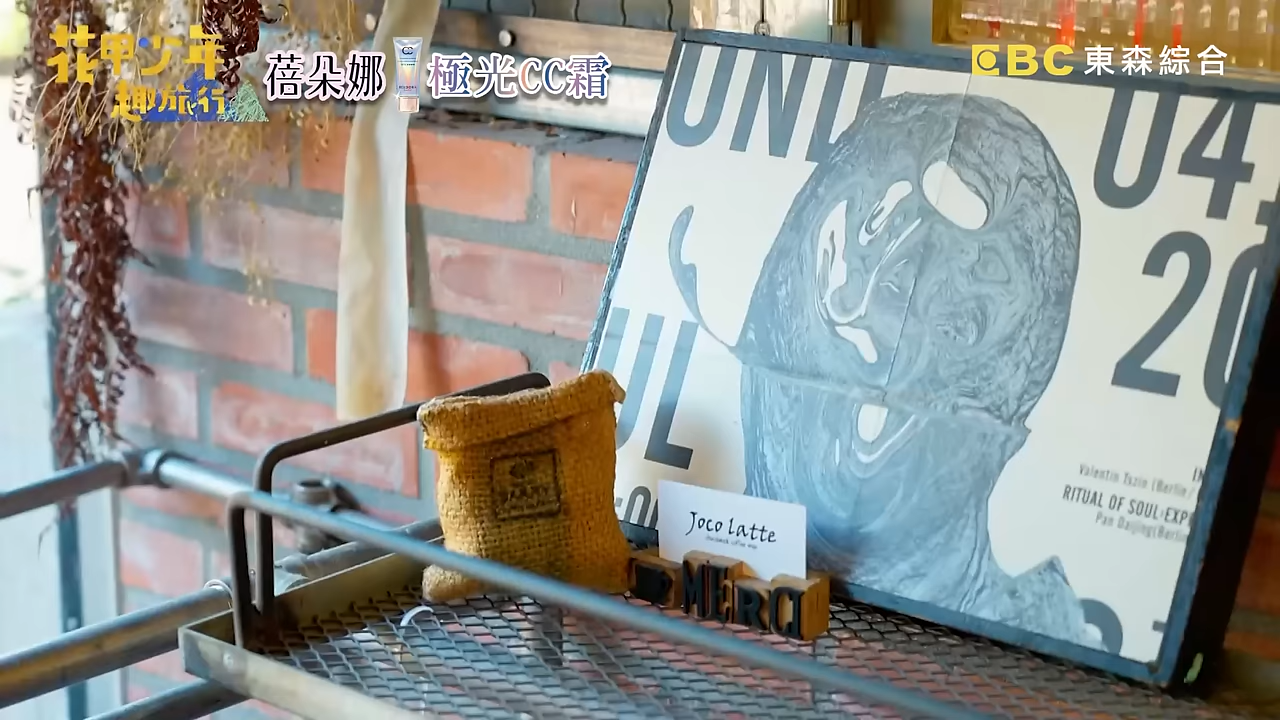 花甲少年
趣旅行
蓓朵娜 極光CC霜
EBC 東森綜合
UND
04.
20
UL
Valentin Tszin (Berlin/
RITUAL OF SOUL:EXP
Pan Daijing(Berlin
Joco latte
MERCI